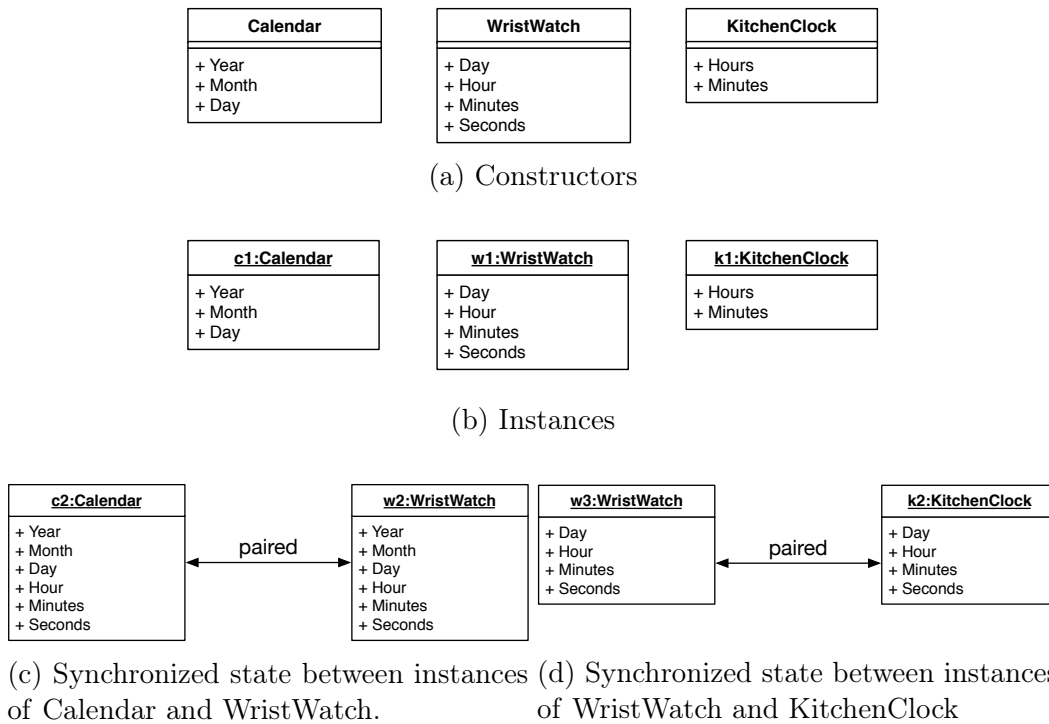 Calendar
+ Year
+ Month
+ Day
WristWatch
+ Day
+ Hour
+ Minutes
+ Seconds
KitchenClock
+ Hours
+ Minutes
(a) Constructors
c1:Calendar
+ Year
+ Month
+ Day
w1:WristWatch
+ Day
+ Hour
+ Minutes
+ Seconds
k1:KitchenClock
+ Hours
+ Minutes
(b) Instances
c2:Calendar
+ Year
+ Month
+ Day
+ Hour
+ Minutes
+ Seconds
paired
w2:WristWatch
+ Year
+ Month
+ Day
+ Hour
+ Minutes
+ Seconds
(c) Synchronized state between instances
of Calendar and WristWatch.
w3:WristWatch
+ Day
+ Hour
+ Minutes
+ Seconds
paired
k2:KitchenClock
+ Day
+ Hour
+ Minutes
+ Seconds
(d) Synchronized state between instances
of WristWatch and KitchenClock